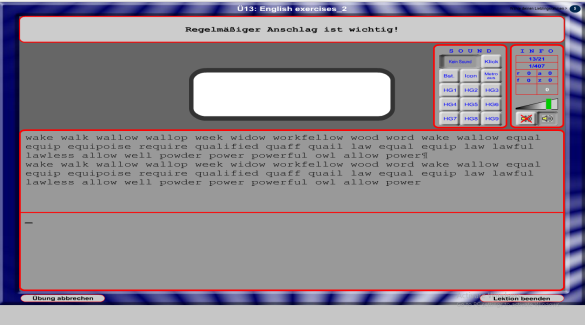 Ü13: English exercises_2
Regelmäßiger Anschlag ist wichtig!
SOUND
Kein Sound Klick
Bat. Icon Metro-
HG1 HG2 HG3
HG4 HG5 HG6
HG7 HG8 HG9
INFO
13/21
1/407
r 0 a 0
f 0 z 0
wake walk wallow wallop week widow workfellow wood word wake wallow equal
equip equipoise require qualified quaff quail law equal equip law lawful
lawless allow well powder power powerful owl allow power¶
wake walk wallow wallop week widow workfellow wood word wake wallow equal
equip equipoise require qualified quaff quail law equal equip law lawful
lawless allow well powder power powerful owl allow power
Übung abbrechen
Lektion beenden